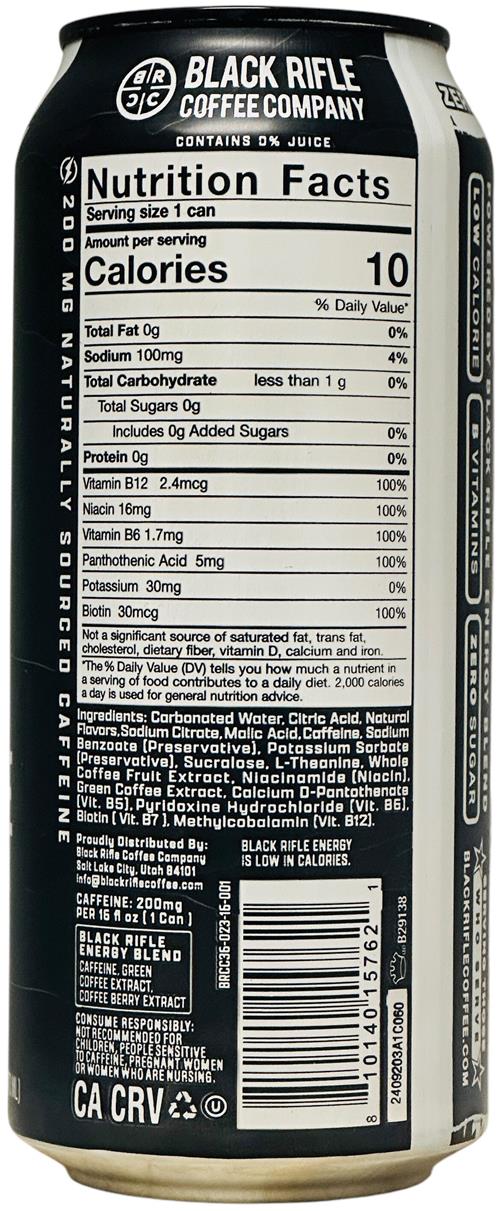 BR
CC
BLACK RIFLE
COFFEE COMPANY
CONTAINS 0% JUICE
200 MG NATURALLY SOURCED CAFFEINE
Nutrition Facts
Serving size 1 can
Amount per serving
Calories 10
% Daily Value*
Total Fat 0g 0%
Sodium 100mg 4%
Total Carbohydrate less than 1 g 0%
Total Sugars 0g
Includes 0g Added Sugars 0%
Protein 0g 0%
Vitamin B12 2.4mcg 100%
Niacin 16mg 100%
Vitamin B6 1.7mg 100%
Panthothenic Acid 5mg 100%
Potassium 30mg 0%
Biotin 30mcg 100%
Not a significant source of saturated fat, trans fat,
cholesterol, dietary fiber, vitamin D, calcium and iron.
*The % Daily Value (DV) tells you how much a nutrient in
a serving of food contributes to a daily diet. 2,000 calories
a day is used for general nutrition advice.
Ingredients: Carbonated Water, Citric Acid, Natural
Flavors, Sodium Citrate, Malic Acid, Caffeine, Sodium
Benzoate (Preservative), Potassium Sorbate
(Preservative), Sucralose, L-Theanine, Whole
Coffee Fruit Extract, Niacinamide (Niacin),
Green Coffee Extract, Calcium D-Pantothenate
(Vit. B5), Pyridoxine Hydrochloride (Vit. B6),
Biotin ( Vit. B7 ), Methylcobalamin (Vit. B12).
Proudly Distributed By:
Black Rifle Coffee Company
Salt Lake City, Utah 84101
info@blackriflecoffee.com
CAFFEINE: 200mg
PER 16 fl oz (1 Can)
BLACK RIFLE
ENERGY BLEND
CAFFEINE, GREEN
COFFEE EXTRACT,
COFFEE BERRY EXTRACT
CONSUME RESPONSIBLY:
NOT RECOMMENDED FOR
CHILDREN, PEOPLE SENSITIVE
TO CAFFEINE, PREGNANT WOMEN
OR WOMEN WHO ARE NURSING.
CA CRV U
BLACK RIFLE ENERGY
IS LOW IN CALORIES.
BRCC36-023-16-001
8 10140 15762 1
B29138
2409203A1C060
ZER
POWERED BY BLACK RIFLE ENERGY BLEND
LOW CALORIE
B VITAMINS
ZERO SUGAR
WHO SERVE
BLACKRIFLECOFFEE.COM